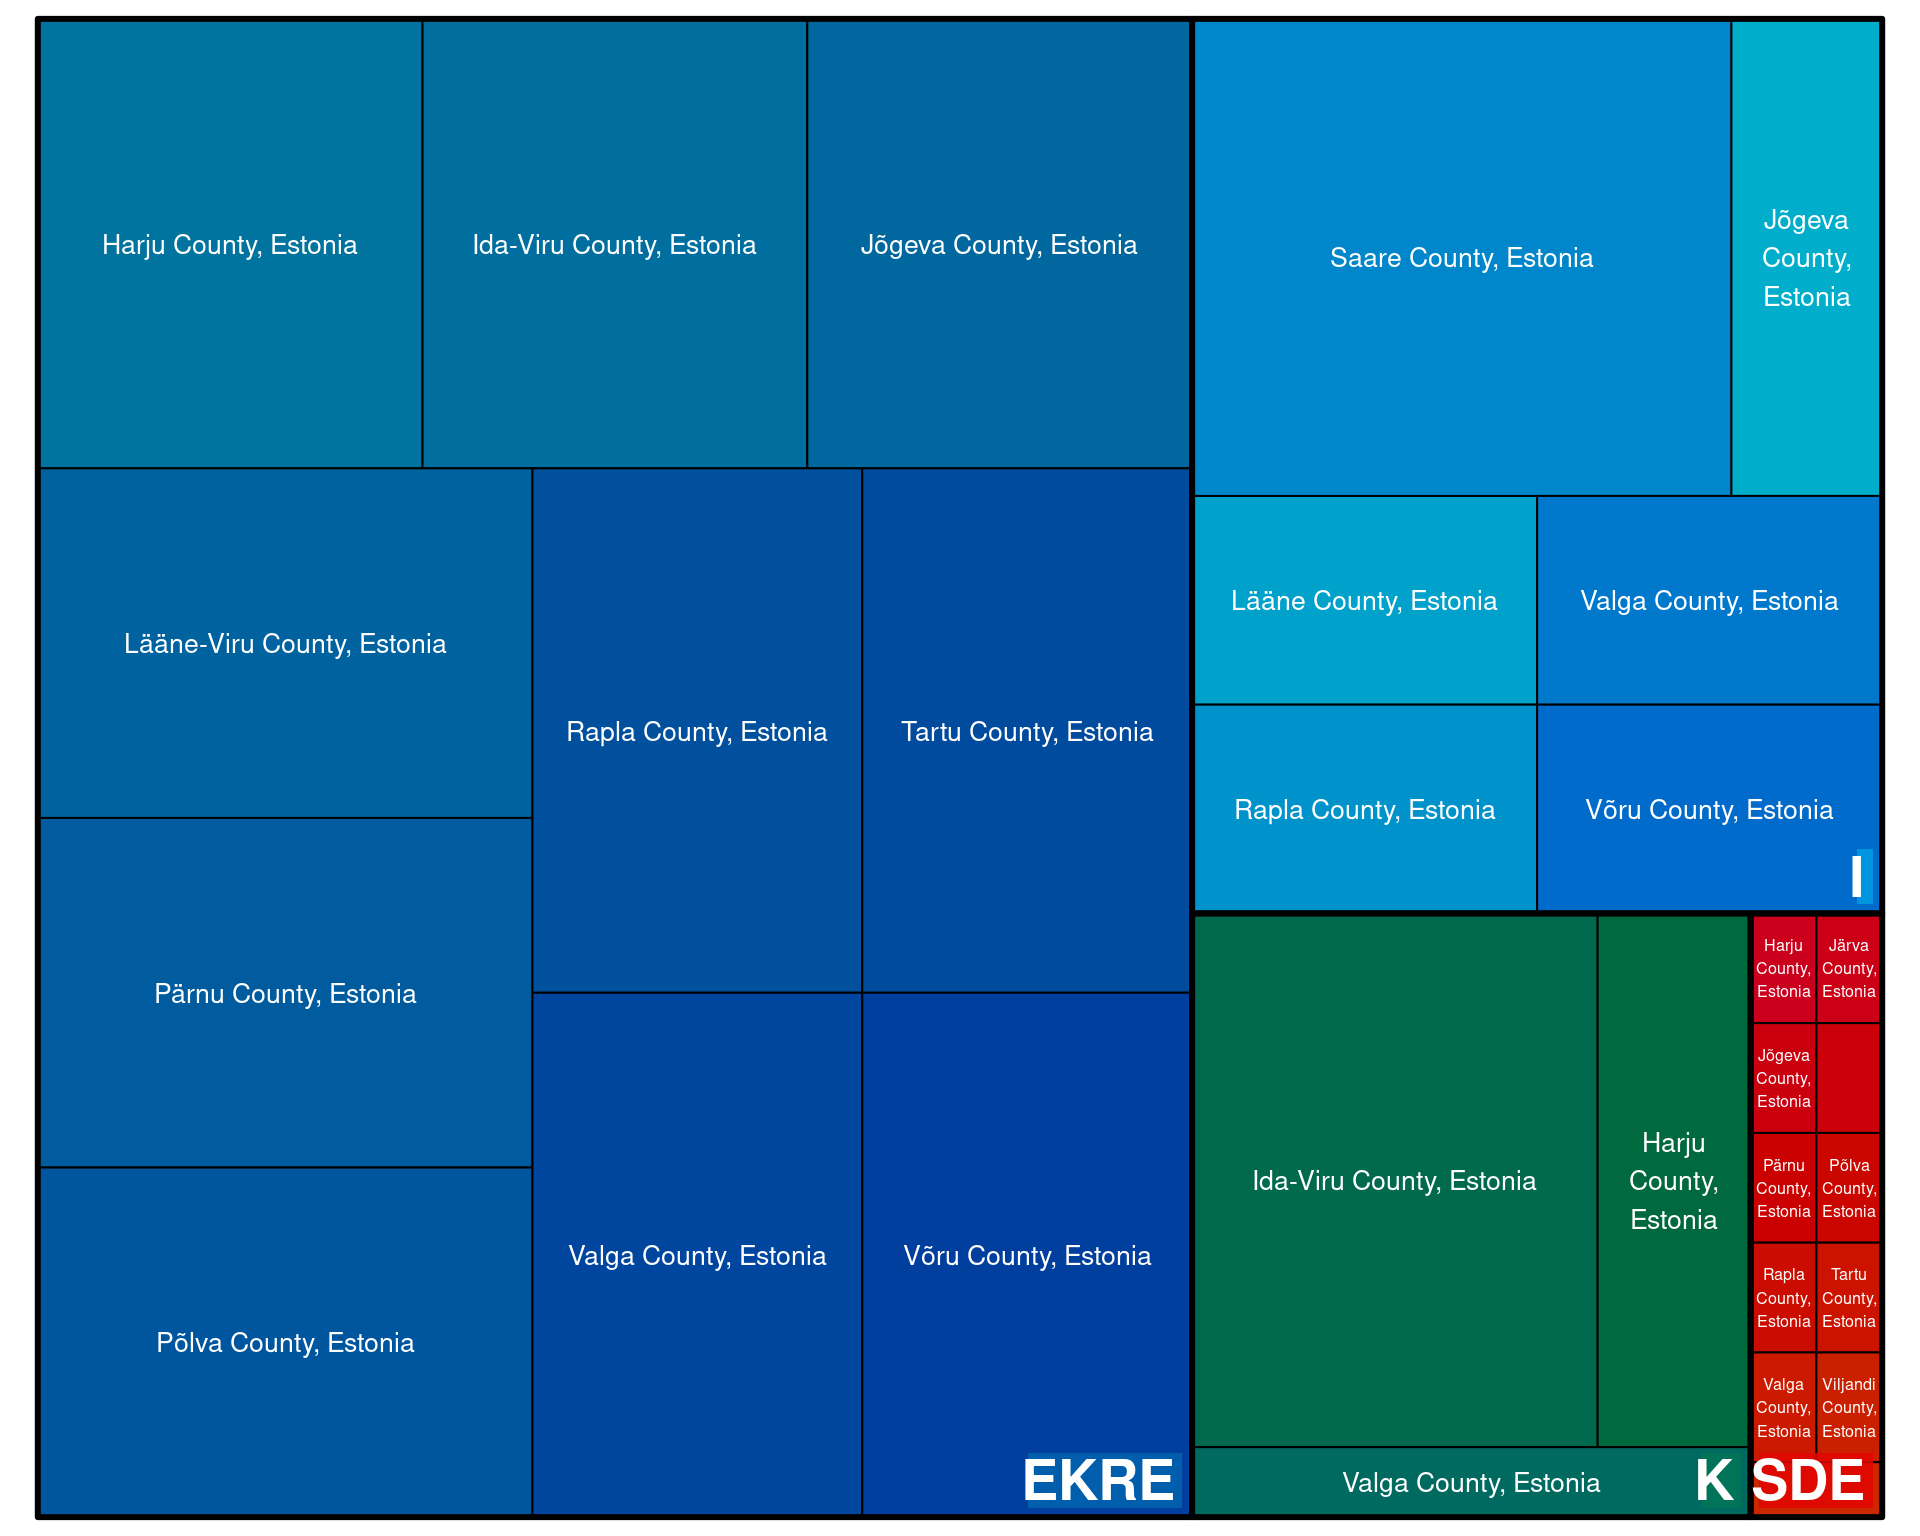 Harju County, Estonia
Ida-Viru County, Estonia
Jõgeva County, Estonia
Lääne-Viru County, Estonia
Pärnu County, Estonia
Põlva County, Estonia
Rapla County, Estonia
Tartu County, Estonia
Valga County, Estonia
Võru County, Estonia
EKRE
Saare County, Estonia
Jõgeva
County,
Estonia
Lääne County, Estonia
Valga County, Estonia
Rapla County, Estonia
Võru County, Estonia
I
Ida-Viru County, Estonia
Harju
County,
Estonia
Valga County, Estonia
K
Harju
County,
Estonia
Järva
County,
Estonia
Jõgeva
County,
Estonia
Pärnu
County,
Estonia
Põlva
County,
Estonia
Rapla
County,
Estonia
Tartu
County,
Estonia
Valga
County,
Estonia
Viljandi
County,
Estonia
SDE